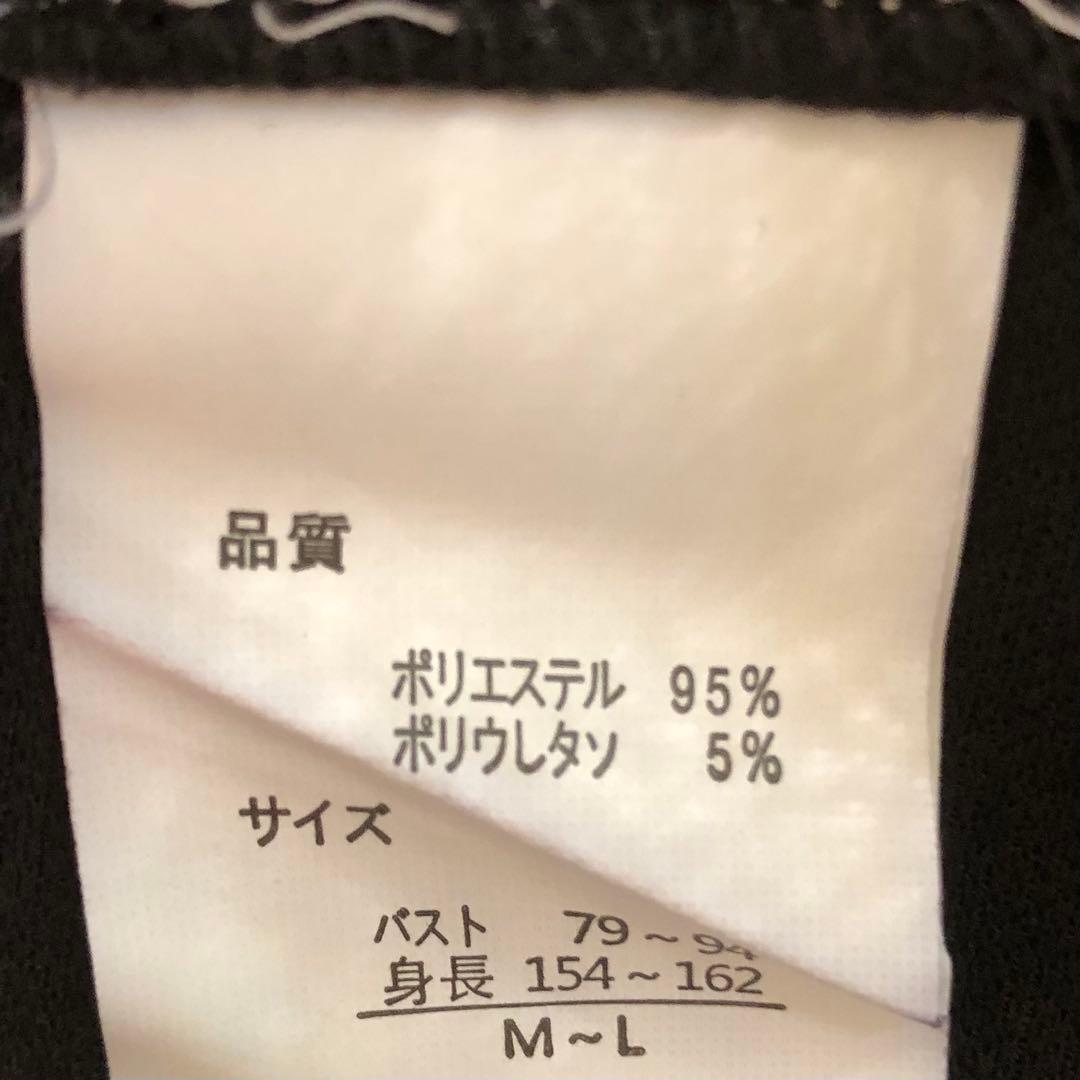 品質
ポリエステル 95%
ポリウレタソ 5%
サイズ
バスト 79~94
身長 154~162
M~L